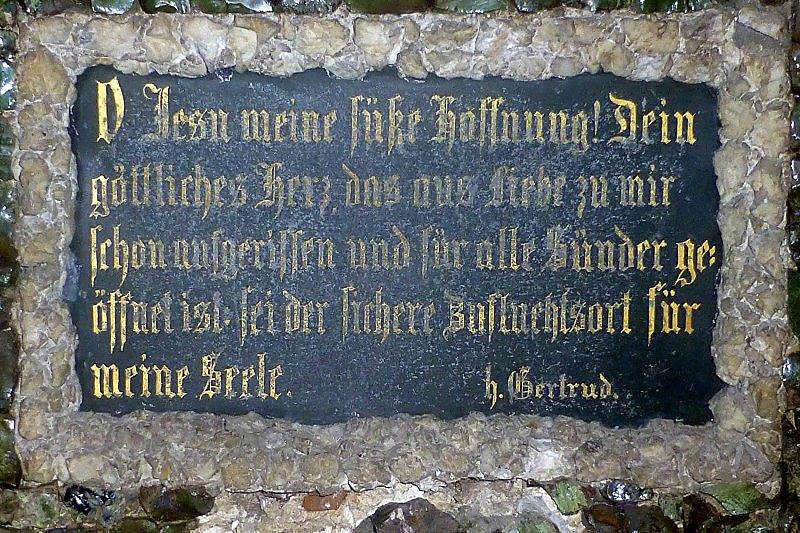 O Jesu meine süße Hoffnung! Dein
göttliches Herz, das aus Liebe zu mir
schon aufgerissen und für alle Sünder ge=
öffnet ist: sei der sichere Zufluchtsort für
meine Seele.
h. Gertrud.